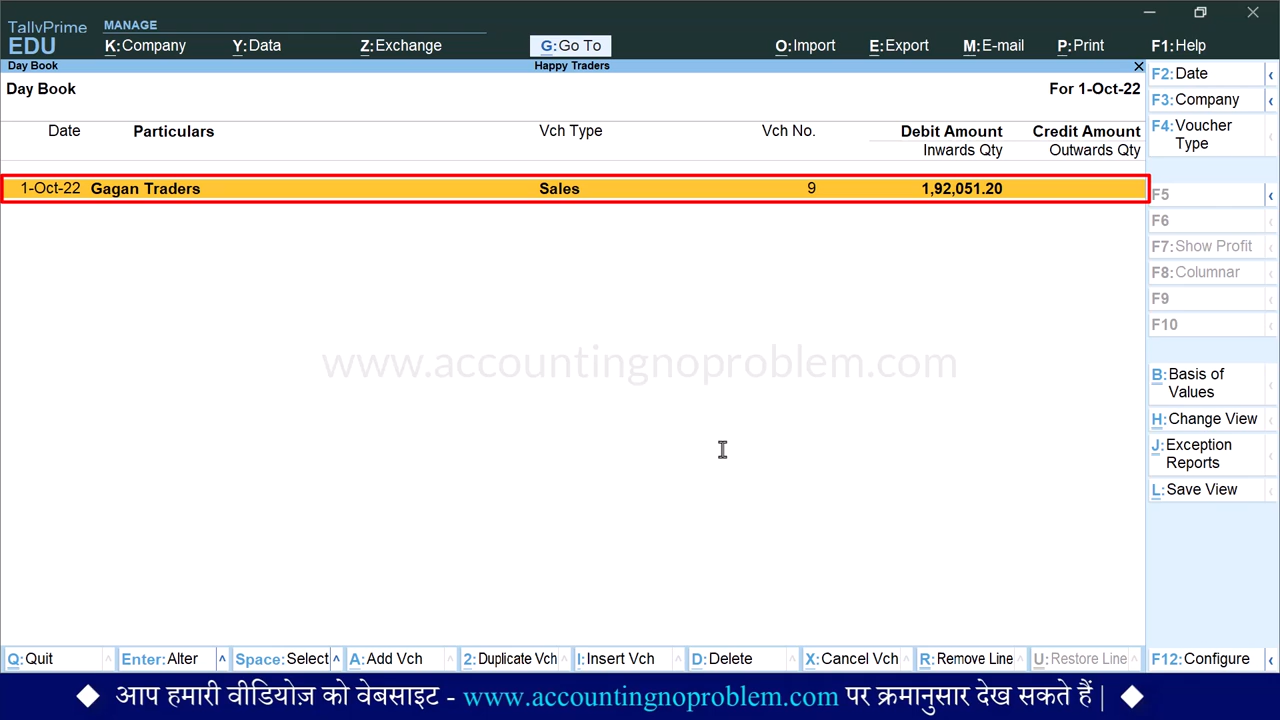 TallyPrime
EDU
MANAGE
K:Company Y:Data Z:Exchange G:Go To O:Import E:Export M:E-mail P:Print F1:Help
Day Book Happy Traders
Day Book For 1-Oct-22
Date Particulars Vch Type Vch No. Debit Amount Credit Amount
Inwards Qty Outwards Qty
1-Oct-22 Gagan Traders Sales 9 1,92,051.20
www.accountingnoproblem.com
F2:Date
F3:Company
F4:Voucher
Type
F5
F6
F7:Show Profit
F8:Columnar
F9
F10
B:Basis of
Values
H:Change View
J:Exception
Reports
L:Save View
Q:Quit Enter:Alter Space:Select A:Add Vch 2:Duplicate Vch I:Insert Vch D:Delete X:Cancel Vch R:Remove Line U:Restore Line F12:Configure
आप हमारी वीडियोज़ को वेबसाइट - www.accountingnoproblem.com पर क्रमानुसार देख सकते हैं |